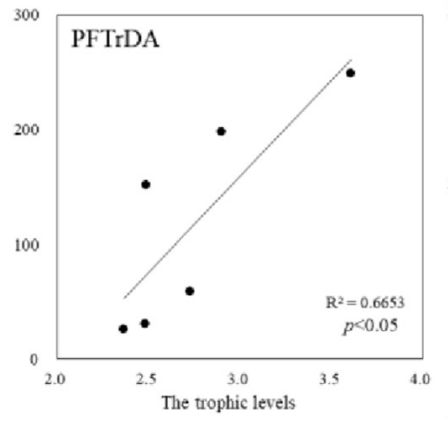 300
PFTrDA
200
100
R² = 0.6653
p<0.05
0
2.0 2.5 3.0 3.5 4.0
The trophic levels